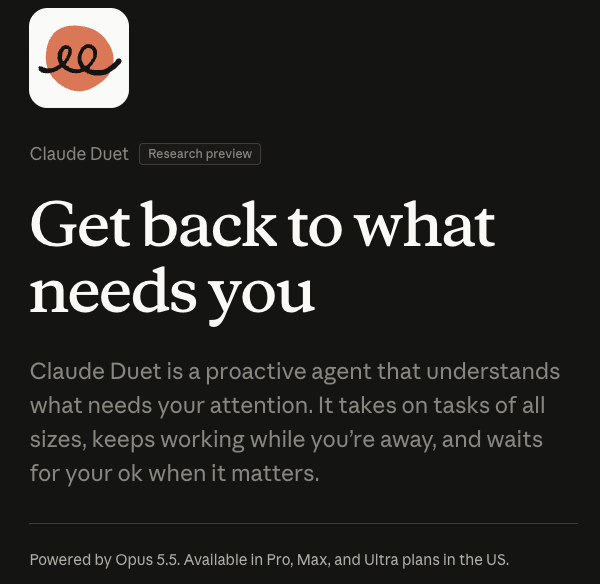 Claude Duet
Research preview
Get back to what
needs you
Claude Duet is a proactive agent that understands
what needs your attention. It takes on tasks of all
sizes, keeps working while you’re away, and waits
for your ok when it matters.
Powered by Opus 5.5. Available in Pro, Max, and Ultra plans in the US.